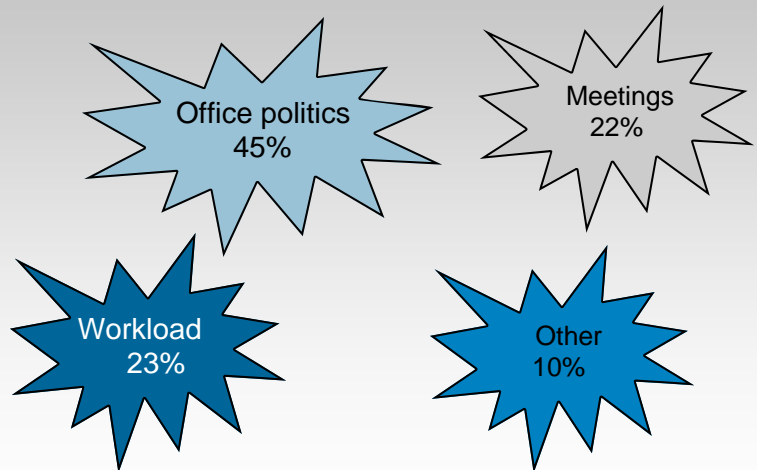 Office politics
45%
Meetings
22%
Workload
23%
Other
10%